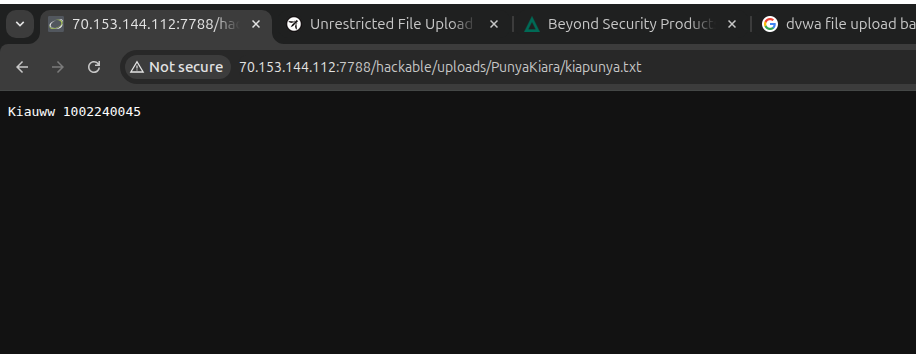 70.153.144.112:7788/ha
Unrestricted File Upload
Beyond Security Product
dvwa file upload ba
Not secure
70.153.144.112:7788/hackable/uploads/PunyaKiara/kiapunya.txt
Kiauww 1002240045